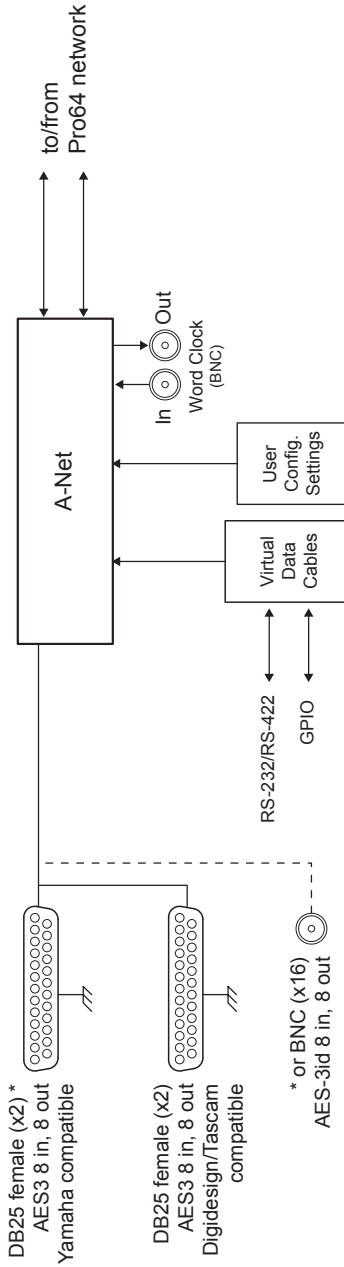 DB25 female (x2) *
AES3 8 in, 8 out
Yamaha compatible
DB25 female (x2)
AES3 8 in, 8 out
Digidesign/Tascam
compatible
* or BNC (x16)
AES-3id 8 in, 8 out
A-Net
to/from
Pro64 network
In
Out
Word Clock
(BNC)
RS-232/RS-422
GPIO
Virtual
Data
Cables
User
Config.
Settings